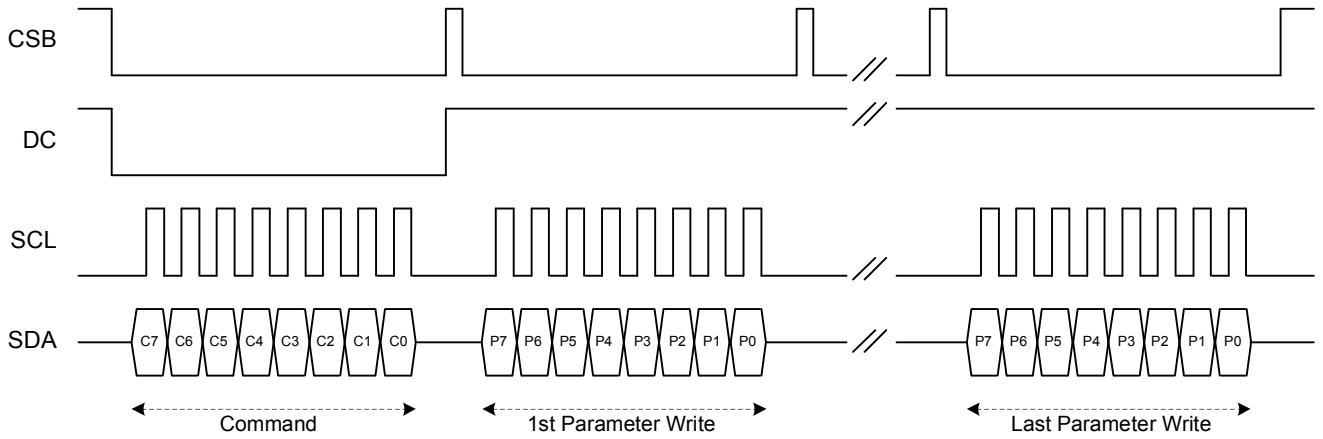 CSB
DC
SCL
SDA
C7 C6 C5 C4 C3 C2 C1 C0 P7 P6 P5 P4 P3 P2 P1 P0 P7 P6 P5 P4 P3 P2 P1 P0
Command 1st Parameter Write Last Parameter Write